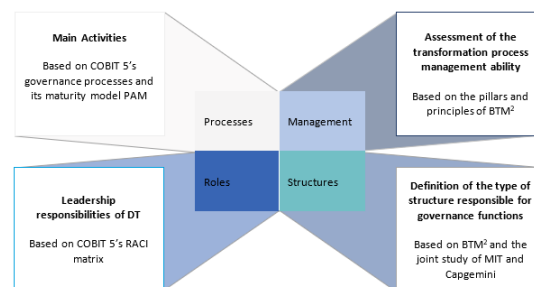 Main Activities
Based on COBIT 5's
governance processes and
its maturity model PAM
Assessment of the
transformation process
management ability
Based on the pillars and
principles of BTM²
Processes
Management
Roles
Structures
Leadership
responsibilities of DT
Based on COBIT 5's RACI
matrix
Definition of the type of
structure responsible for
governance functions
Based on BTM² and the
joint study of MIT and
Capgemini